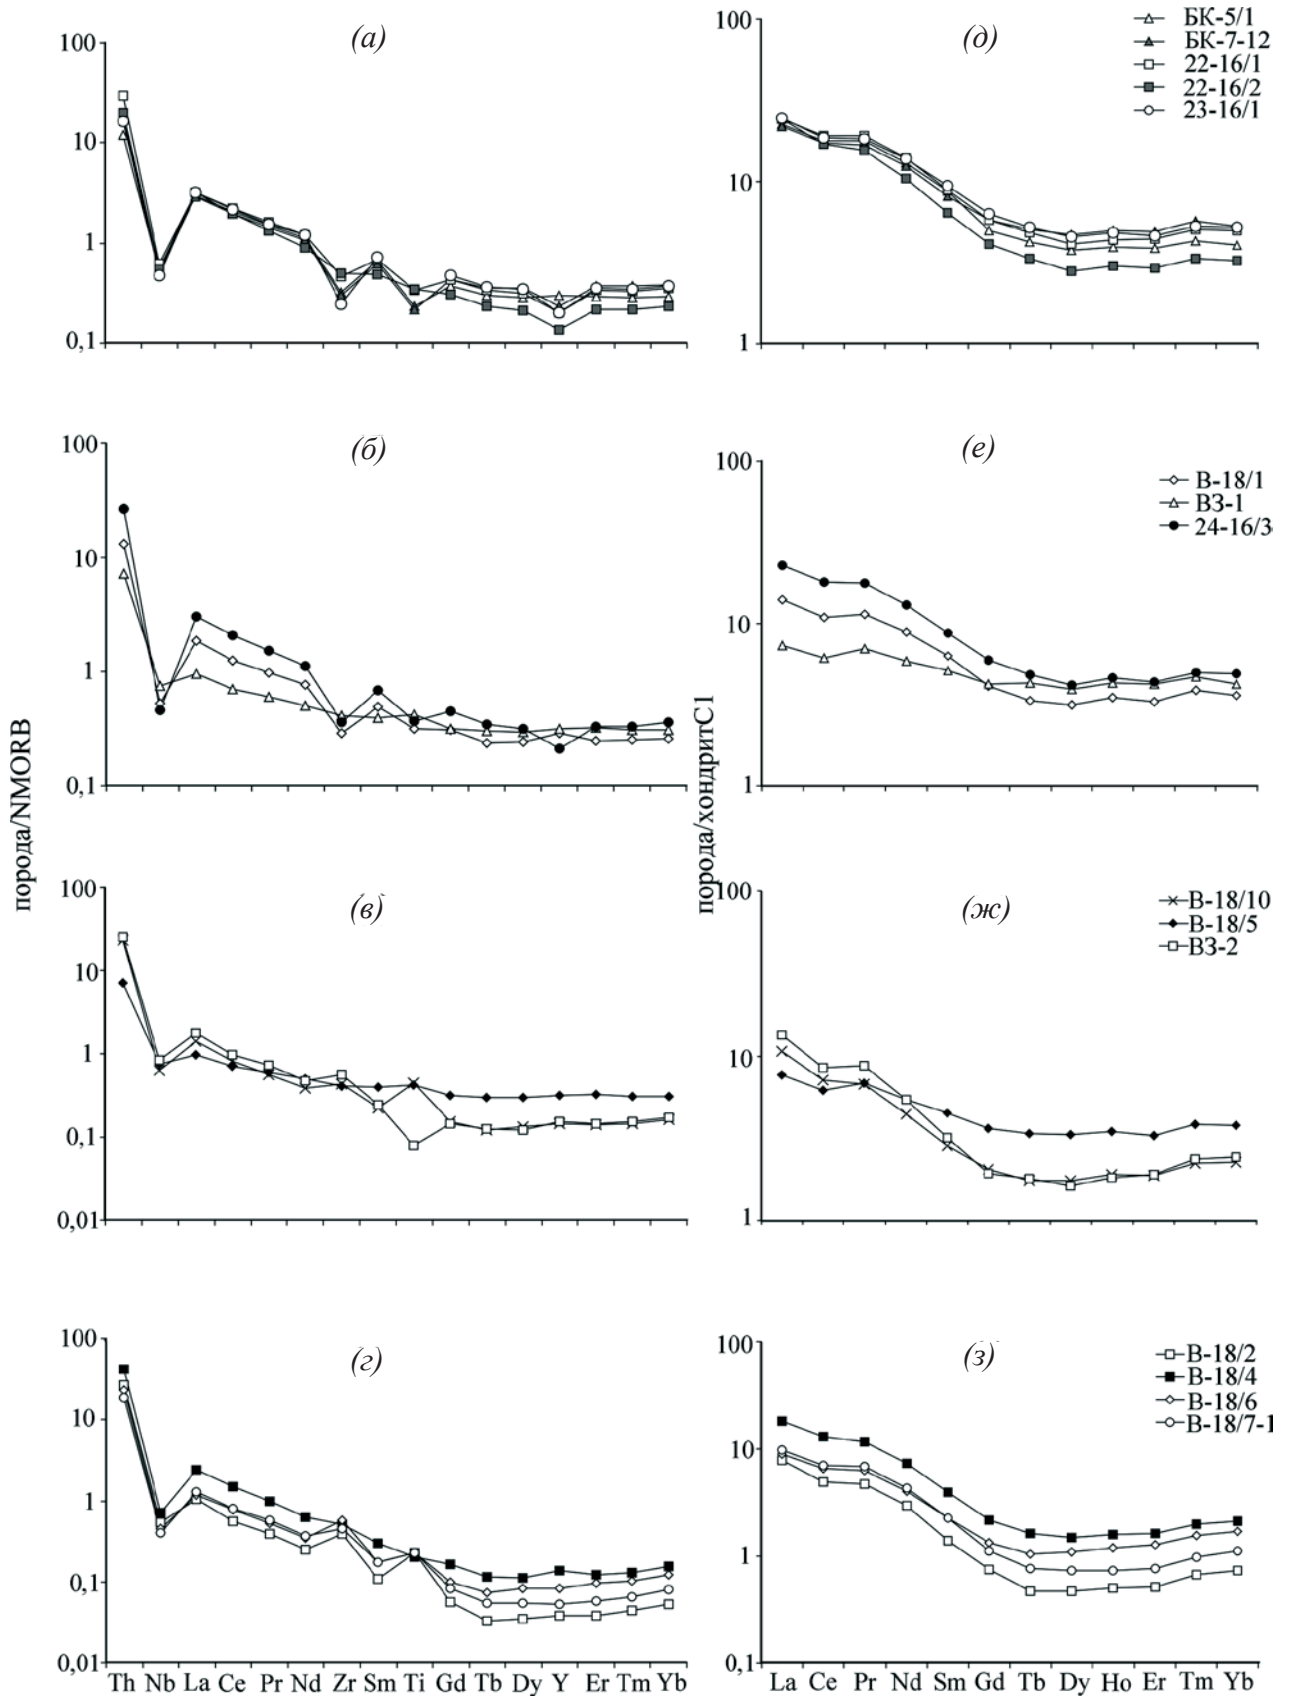 (а)
100
10
1
0,1
(д)
100
10
1
БК-5/1
БК-7-12
22-16/1
22-16/2
23-16/1
(б)
100
10
1
0,1
(е)
100
10
1
В-18/1
ВЗ-1
24-16/3
порода/NMORB
порода/хондритC1
(в)
100
10
1
0,1
0,01
(ж)
100
10
1
В-18/10
В-18/5
ВЗ-2
(г)
100
10
1
0,1
0,01
Th Nb La Ce Pr Nd Zr Sm Ti Gd Tb Dy Y Er Tm Yb
(з)
100
10
1
0,1
В-18/2
В-18/4
В-18/6
В-18/7-1
La Ce Pr Nd Sm Gd Tb Dy Ho Er Tm Yb